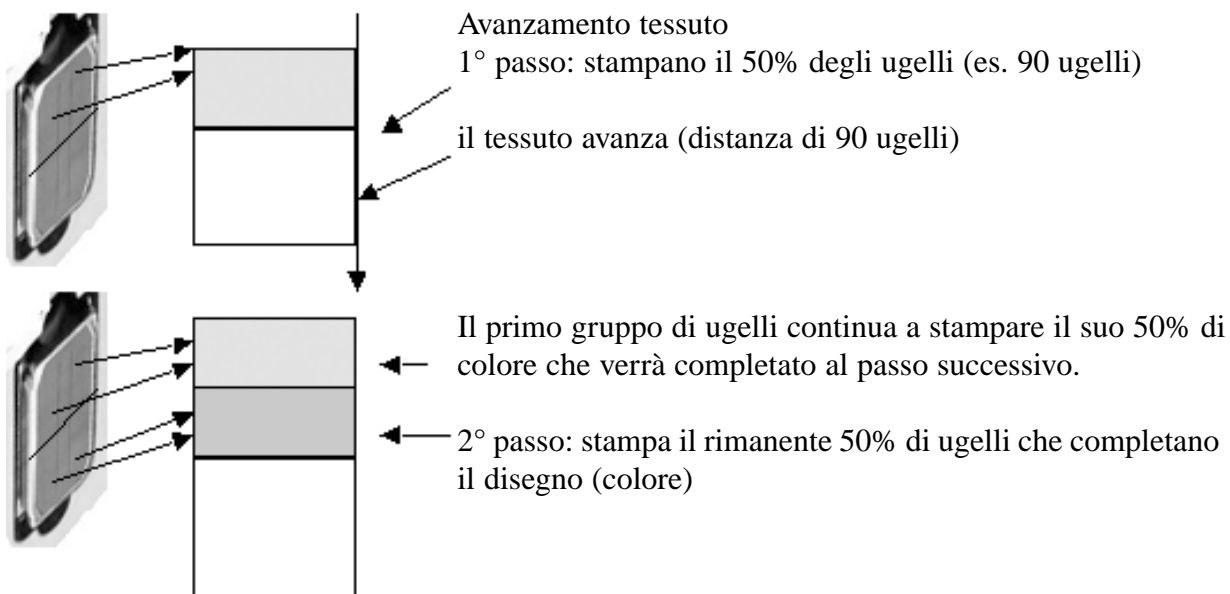 Avanzamento tessuto
1° passo: stampano il 50% degli ugelli (es. 90 ugelli)
il tessuto avanza (distanza di 90 ugelli)
Il primo gruppo di ugelli continua a stampare il suo 50% di
colore che verrà completato al passo successivo.
2° passo: stampa il rimanente 50% di ugelli che completano
il disegno (colore)